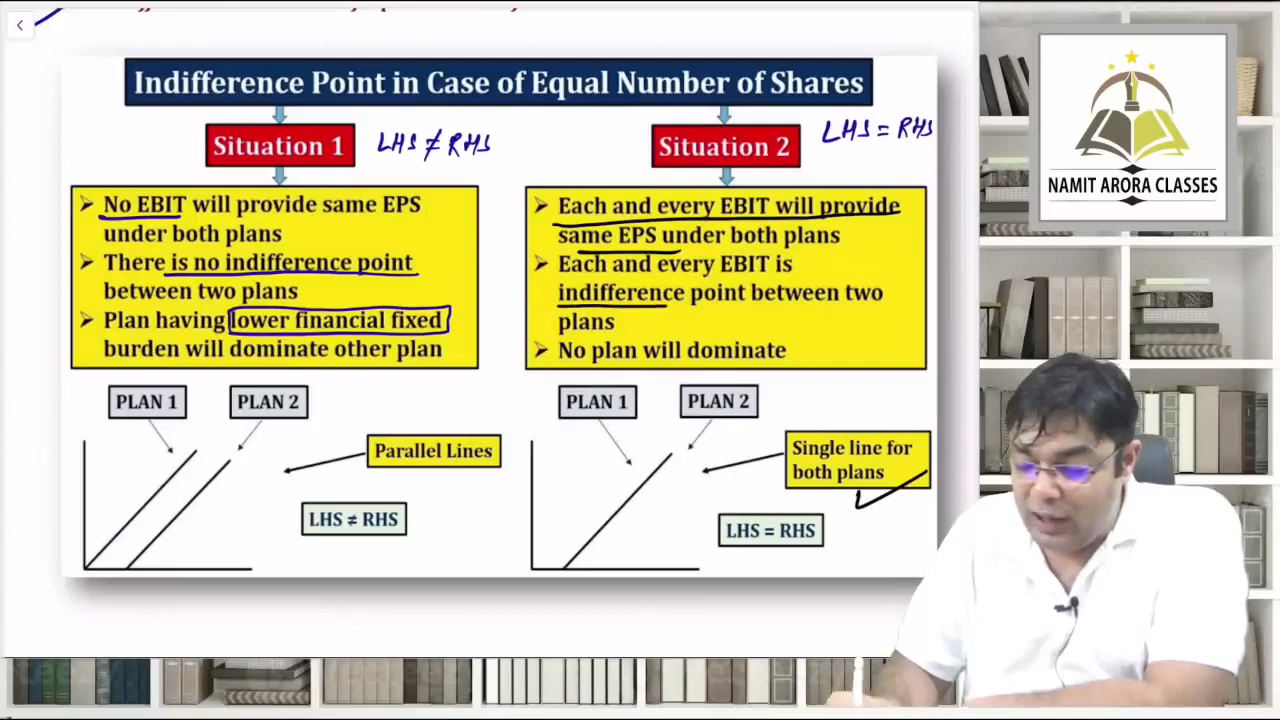 Indifference Point in Case of Equal Number of Shares
Situation 1
LHS ≠ RHS
➢ No EBIT will provide same EPS
under both plans
➢ There is no indifference point
between two plans
➢ Plan having lower financial fixed
burden will dominate other plan
PLAN 1
PLAN 2
Parallel Lines
LHS ≠ RHS
Situation 2
LHS = RHS
➢ Each and every EBIT will provide
same EPS under both plans
➢ Each and every EBIT is
indifference point between two
plans
➢ No plan will dominate
PLAN 1
PLAN 2
Single line for
both plans
LHS = RHS
NAMIT ARORA CLASSES